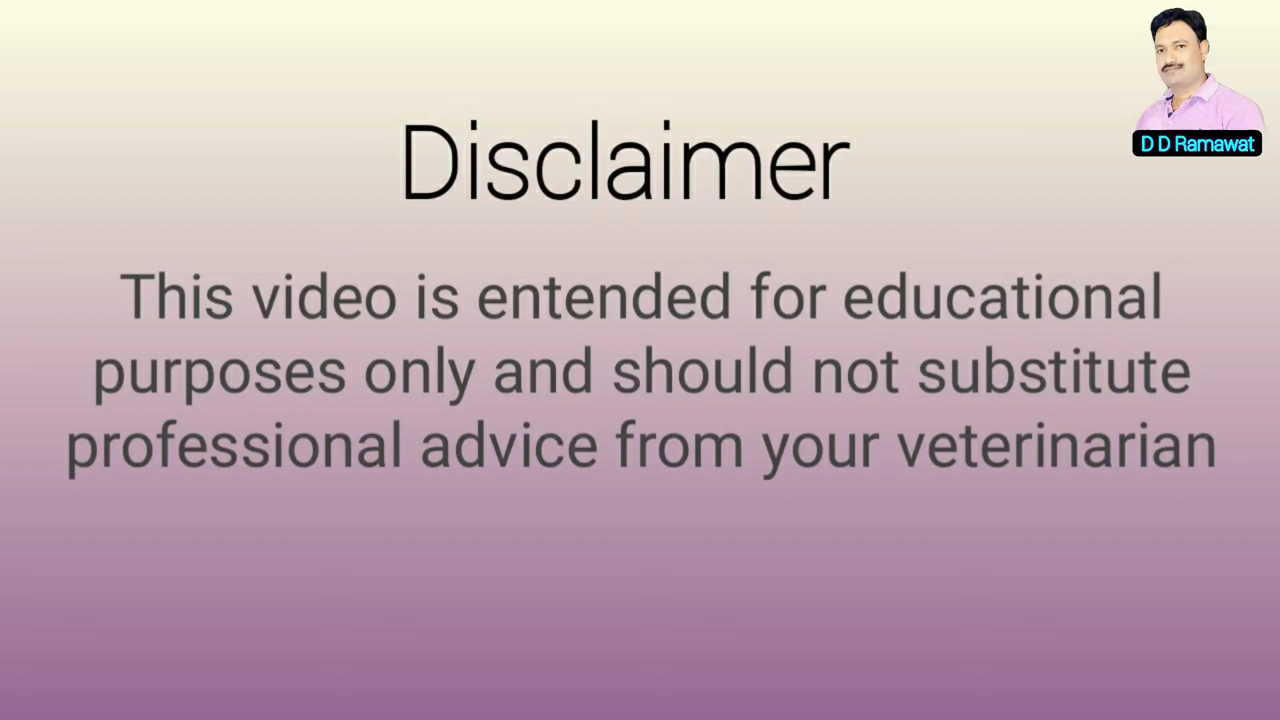 D D Ramawat
Disclaimer
This video is entended for educational
purposes only and should not substitute
professional advice from your veterinarian